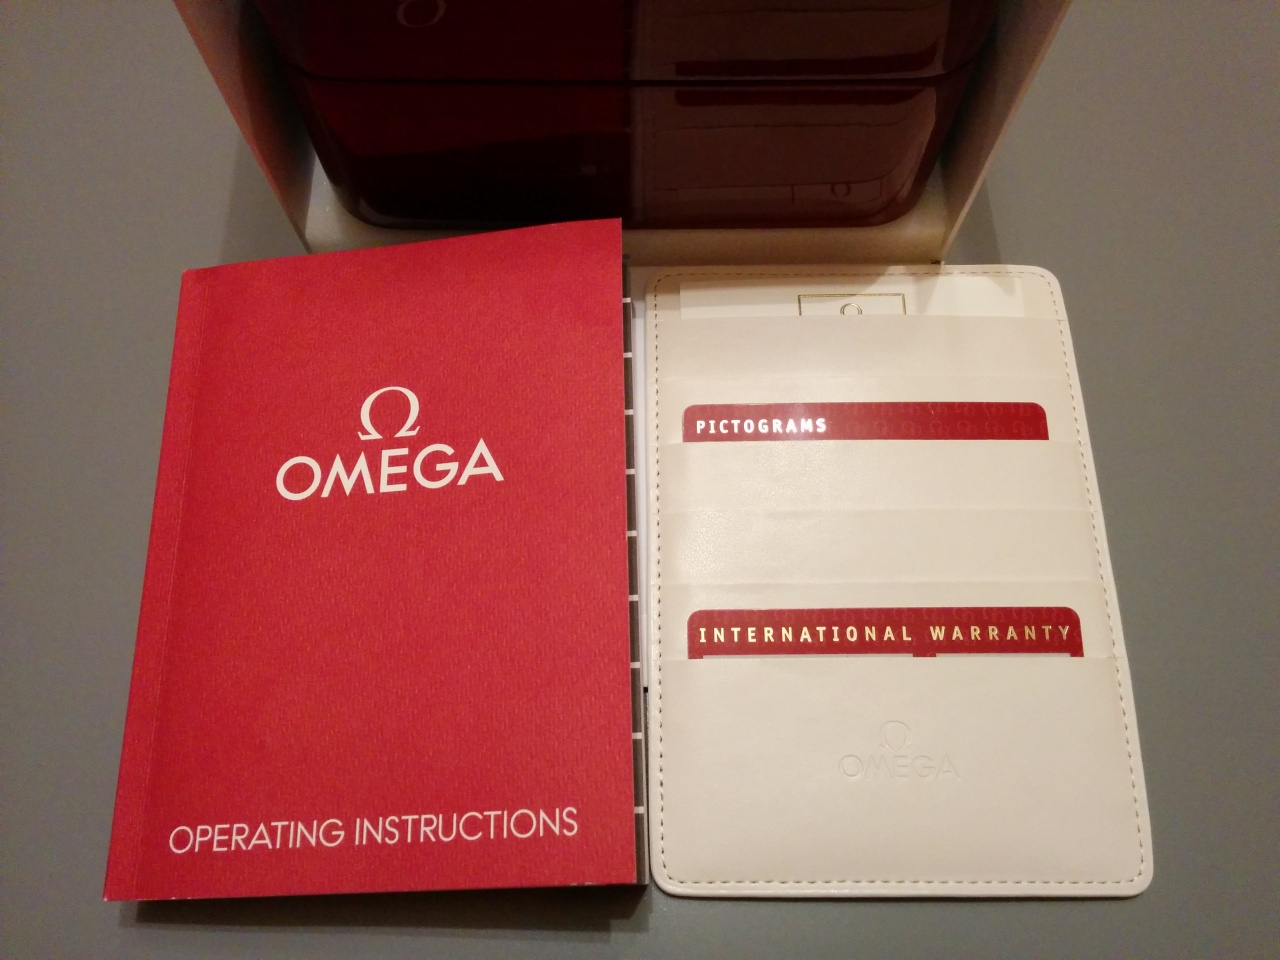 Ω
OMEGA
OPERATING INSTRUCTIONS
PICTOGRAMS
INTERNATIONAL WARRANTY
Ω
OMEGA